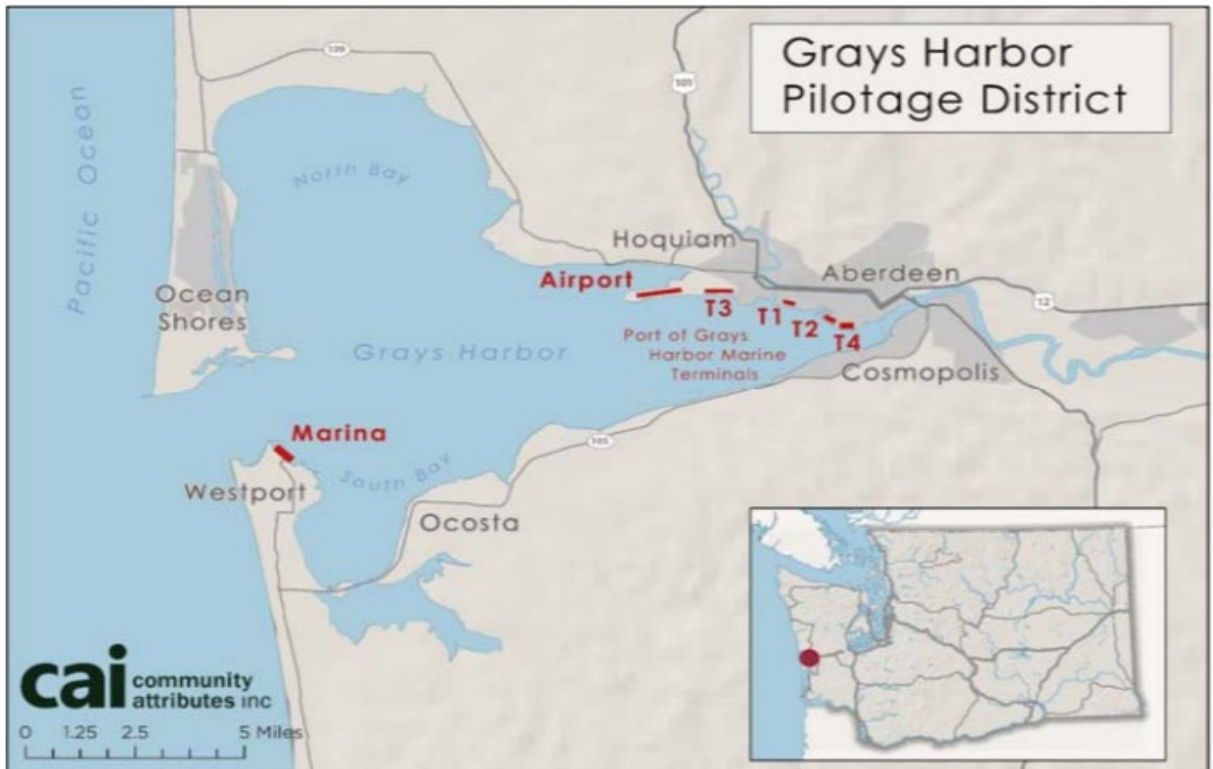 Grays Harbor
Pilotage District
109
101
North Bay
Pacific Ocean
Hoquiam
Aberdeen
Airport
12
T3
T1
T2
T4
Ocean
Shores
Port of Grays
Harbor Marine
Terminals
Grays Harbor
Cosmopolis
Marina
105
South Bay
Westport
Ocosta
cai community
attributes inc
0 1.25 2.5 5 Miles